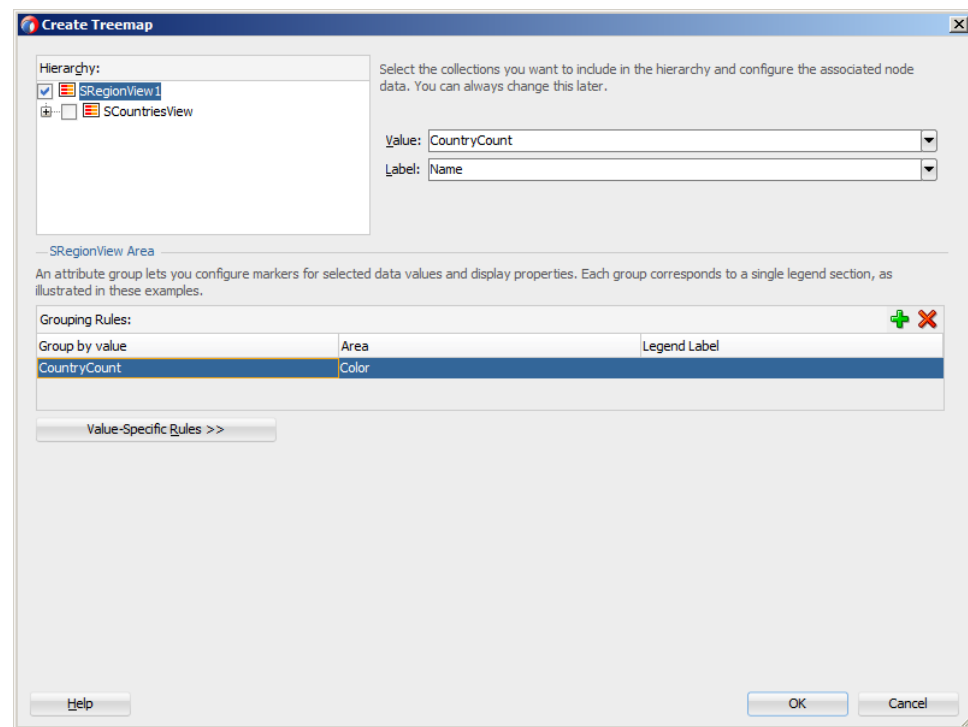 Create Treemap
Hierarchy:
SRegionView1
SCountriesView
Select the collections you want to include in the hierarchy and configure the associated node
data. You can always change this later.
Value: CountryCount
Label: Name
SRegionView Area
An attribute group lets you configure markers for selected data values and display properties. Each group corresponds to a single legend section, as
illustrated in these examples.
Grouping Rules:
Group by value Area Legend Label
CountryCount Color
Value-Specific Rules >>
Help OK Cancel